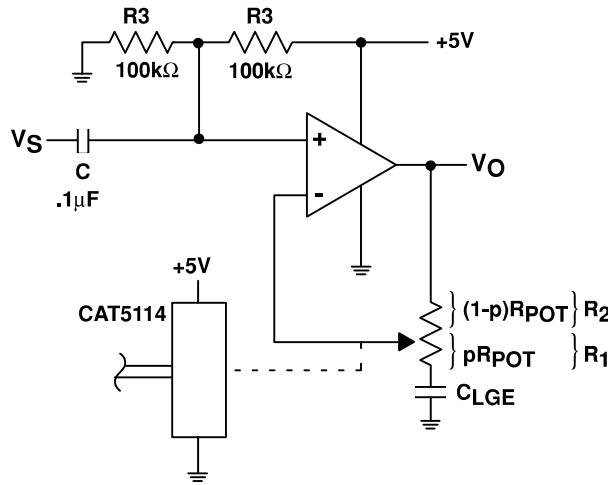 R3 R3
100kΩ 100kΩ
+5V
+
VS
C
.1μF
-
VO
+5V
CAT5114
(1-p)RPOT } R2
pRPOT } R1
CLGE